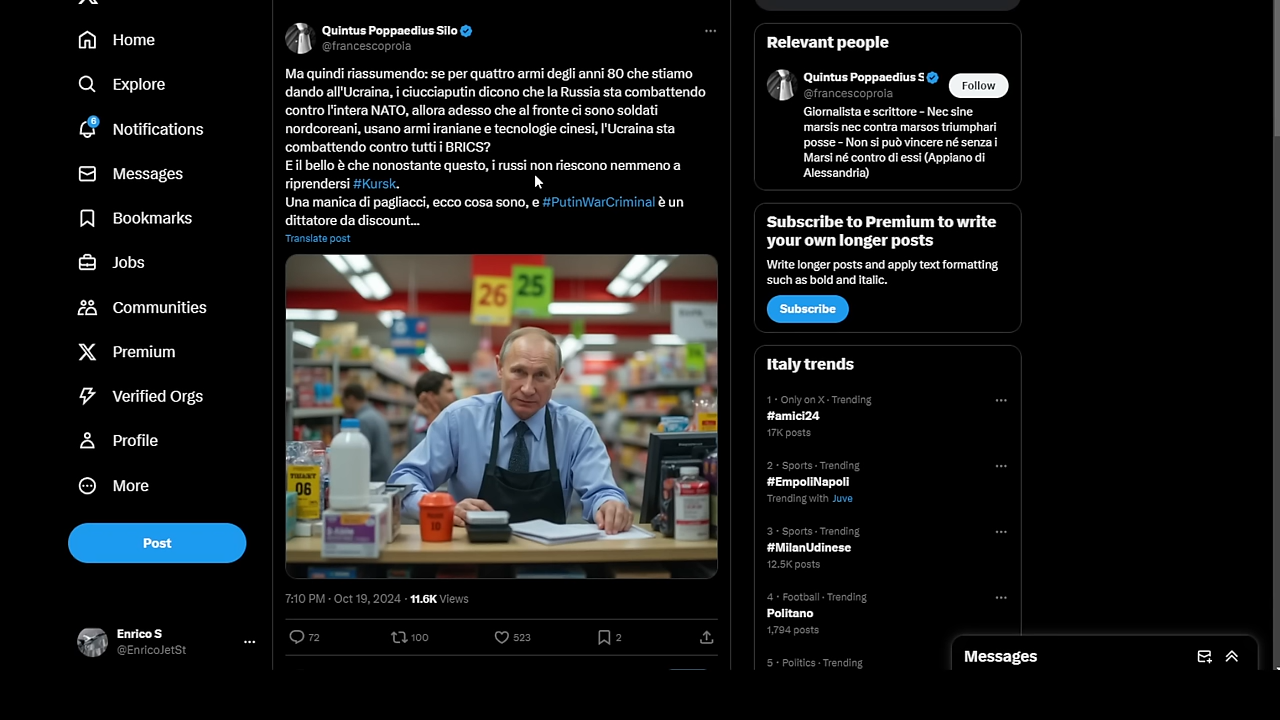 Home
Explore
6
Notifications
Messages
Bookmarks
Jobs
Communities
Premium
Verified Orgs
Profile
More
Post
Enrico S
@EnricoJetSt
Quintus Poppaedius Silo
@francescoprola
Ma quindi riassumendo: se per quattro armi degli anni 80 che stiamo
dando all'Ucraina, i ciucciaputin dicono che la Russia sta combattendo
contro l'intera NATO, allora adesso che al fronte ci sono soldati
nordcoreani, usano armi iraniane e tecnologie cinesi, l'Ucraina sta
combattendo contro tutti i BRICS?
E il bello è che nonostante questo, i russi non riescono nemmeno a
riprendersi #Kursk.
Una manica di pagliacci, ecco cosa sono, e #PutinWarCriminal è un
dittatore da discount...
Translate post
26
25
06
10
7:10 PM · Oct 19, 2024 · 11.6K Views
72
100
523
2
Relevant people
Quintus Poppaedius S
@francescoprola
Follow
Giornalista e scrittore - Nec sine
marsis nec contra marsos triumphari
posse - Non si può vincere né senza i
Marsi né contro di essi (Appiano di
Alessandria)
Subscribe to Premium to write
your own longer posts
Write longer posts and apply text formatting
such as bold and italic.
Subscribe
Italy trends
1 · Only on X · Trending
#amici24
17K posts
2 · Sports · Trending
#EmpoliNapoli
Trending with Juve
3 · Sports · Trending
#MilanUdinese
12.5K posts
4 · Football · Trending
Politano
1,794 posts
5 · Politics · Trending
Messages